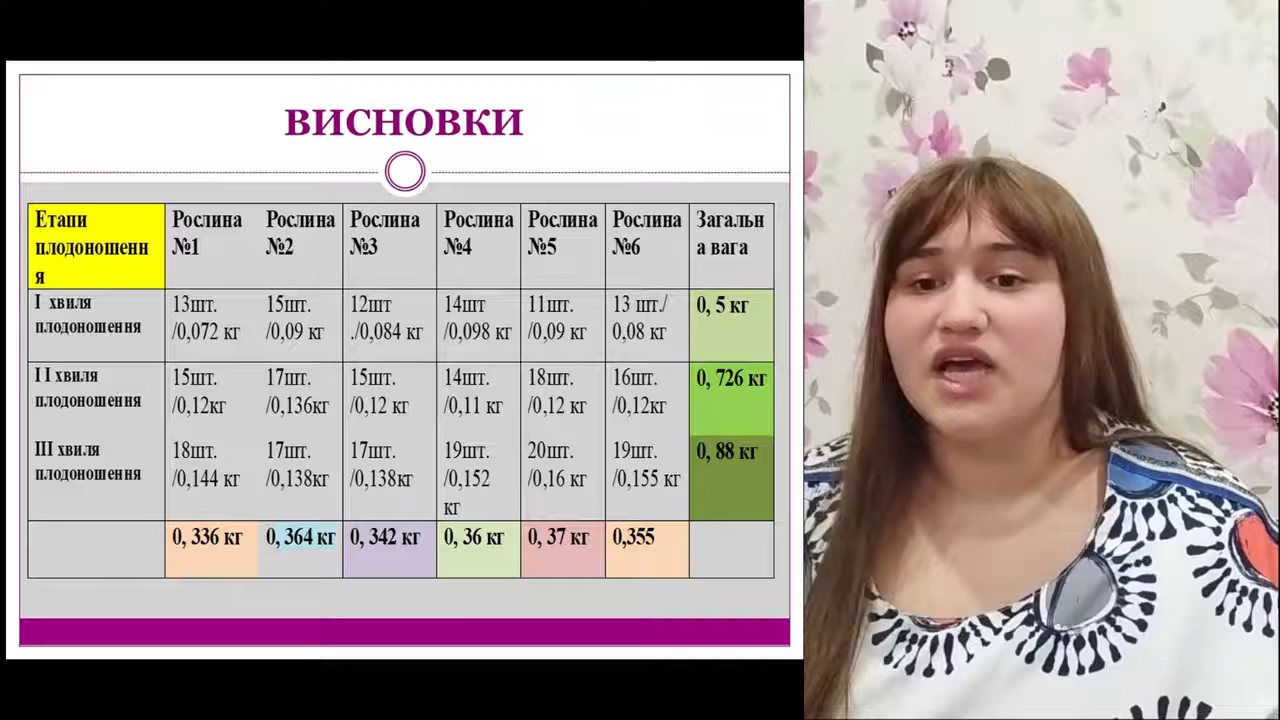 ВИСНОВКИ
Етапи
плодоношенн
я
Рослина
№1
Рослина
№2
Рослина
№3
Рослина
№4
Рослина
№5
Рослина
№6
Загальн
а вага
І хвиля
плодоношення
13шт.
/0,072 кг
15шт.
/0,09 кг
12шт
./0,084 кг
14шт
/0,098 кг
11шт.
/0,09 кг
13 шт./
0,08 кг
0, 5 кг
І І хвиля
плодоношення
15шт.
/0,12кг
17шт.
/0,136кг
15шт.
/0,12 кг
14шт.
/0,11 кг
18шт.
/0,12 кг
16шт.
/0,12кг
0, 726 кг
ІІІ хвиля
плодоношення
18шт.
/0,144 кг
17шт.
/0,138кг
17шт.
/0,138кг
19шт.
/0,152
кг
20шт.
/0,16 кг
19шт.
/0,155 кг
0, 88 кг
0, 336 кг
0, 364 кг
0, 342 кг
0, 36 кг
0, 37 кг
0,355